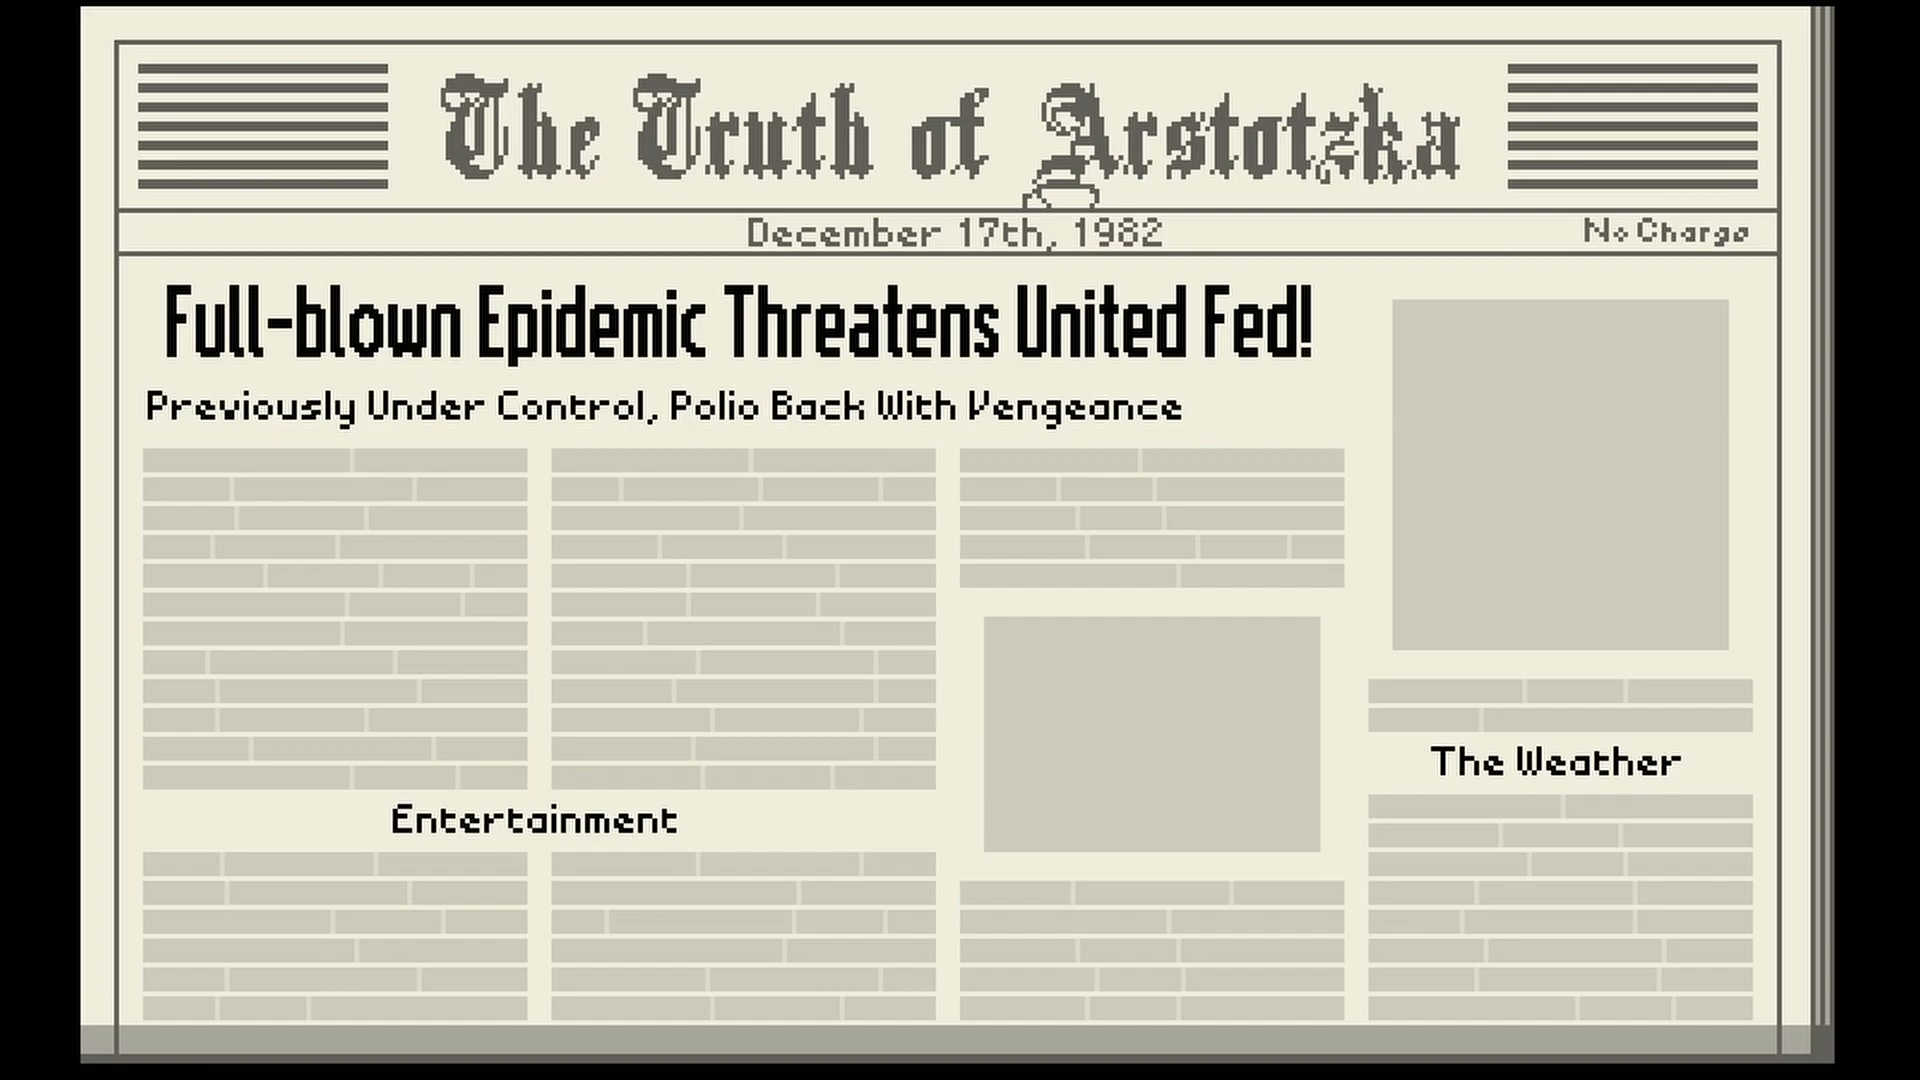 The Truth of Arstotzka
December 17th, 1982
No Charge
Full-blown Epidemic Threatens United Fed!
Previously Under Control, Polio Back With Vengeance
The Weather
Entertainment